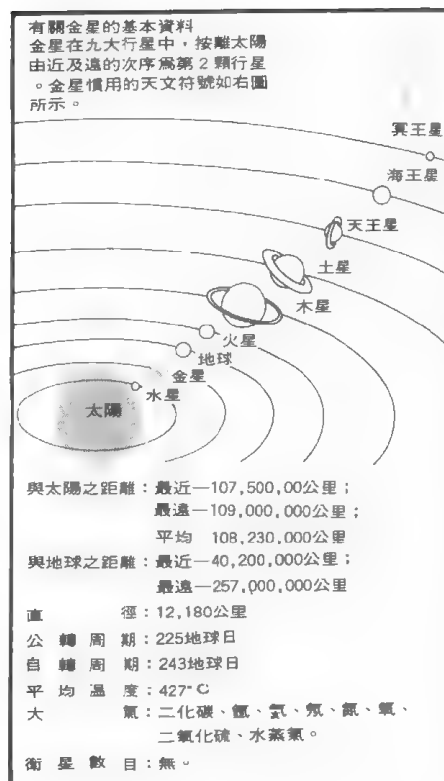 有關金星的基本資料
金星在九大行星中，按離太陽
由近及遠的次序爲第2顆行星
。金星慣用的天文符號如右圖
所示。
冥王星
海王星
天王星
土星
木星
火星
地球
金星
水星
太陽
與太陽之距離：最近—107,500,00公里；
最遠—109,000,000公里；
平均 108,230,000公里
與地球之距離：最近—40,200,000公里；
最遠—257,000,000公里
直徑：12,180公里
公轉周期：225地球日
自轉周期：243地球日
平均溫度：427°C
大氣：二化碳、氮、氧、
二氧化硫、水蒸氣。
衛星數目：無。